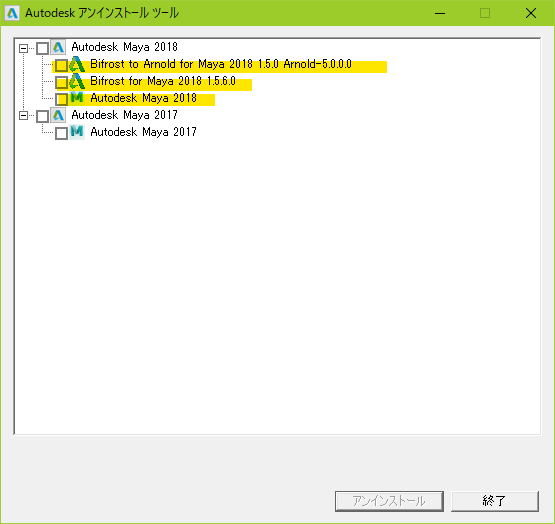 Autodesk アンインストール ツール
Autodesk Maya 2018
Bifrost to Arnold for Maya 2018 1.5.0 Arnold-5.0.0.0
Bifrost for Maya 2018 1.5.6.0
Autodesk Maya 2018
Autodesk Maya 2017
Autodesk Maya 2017
アンインストール
終了